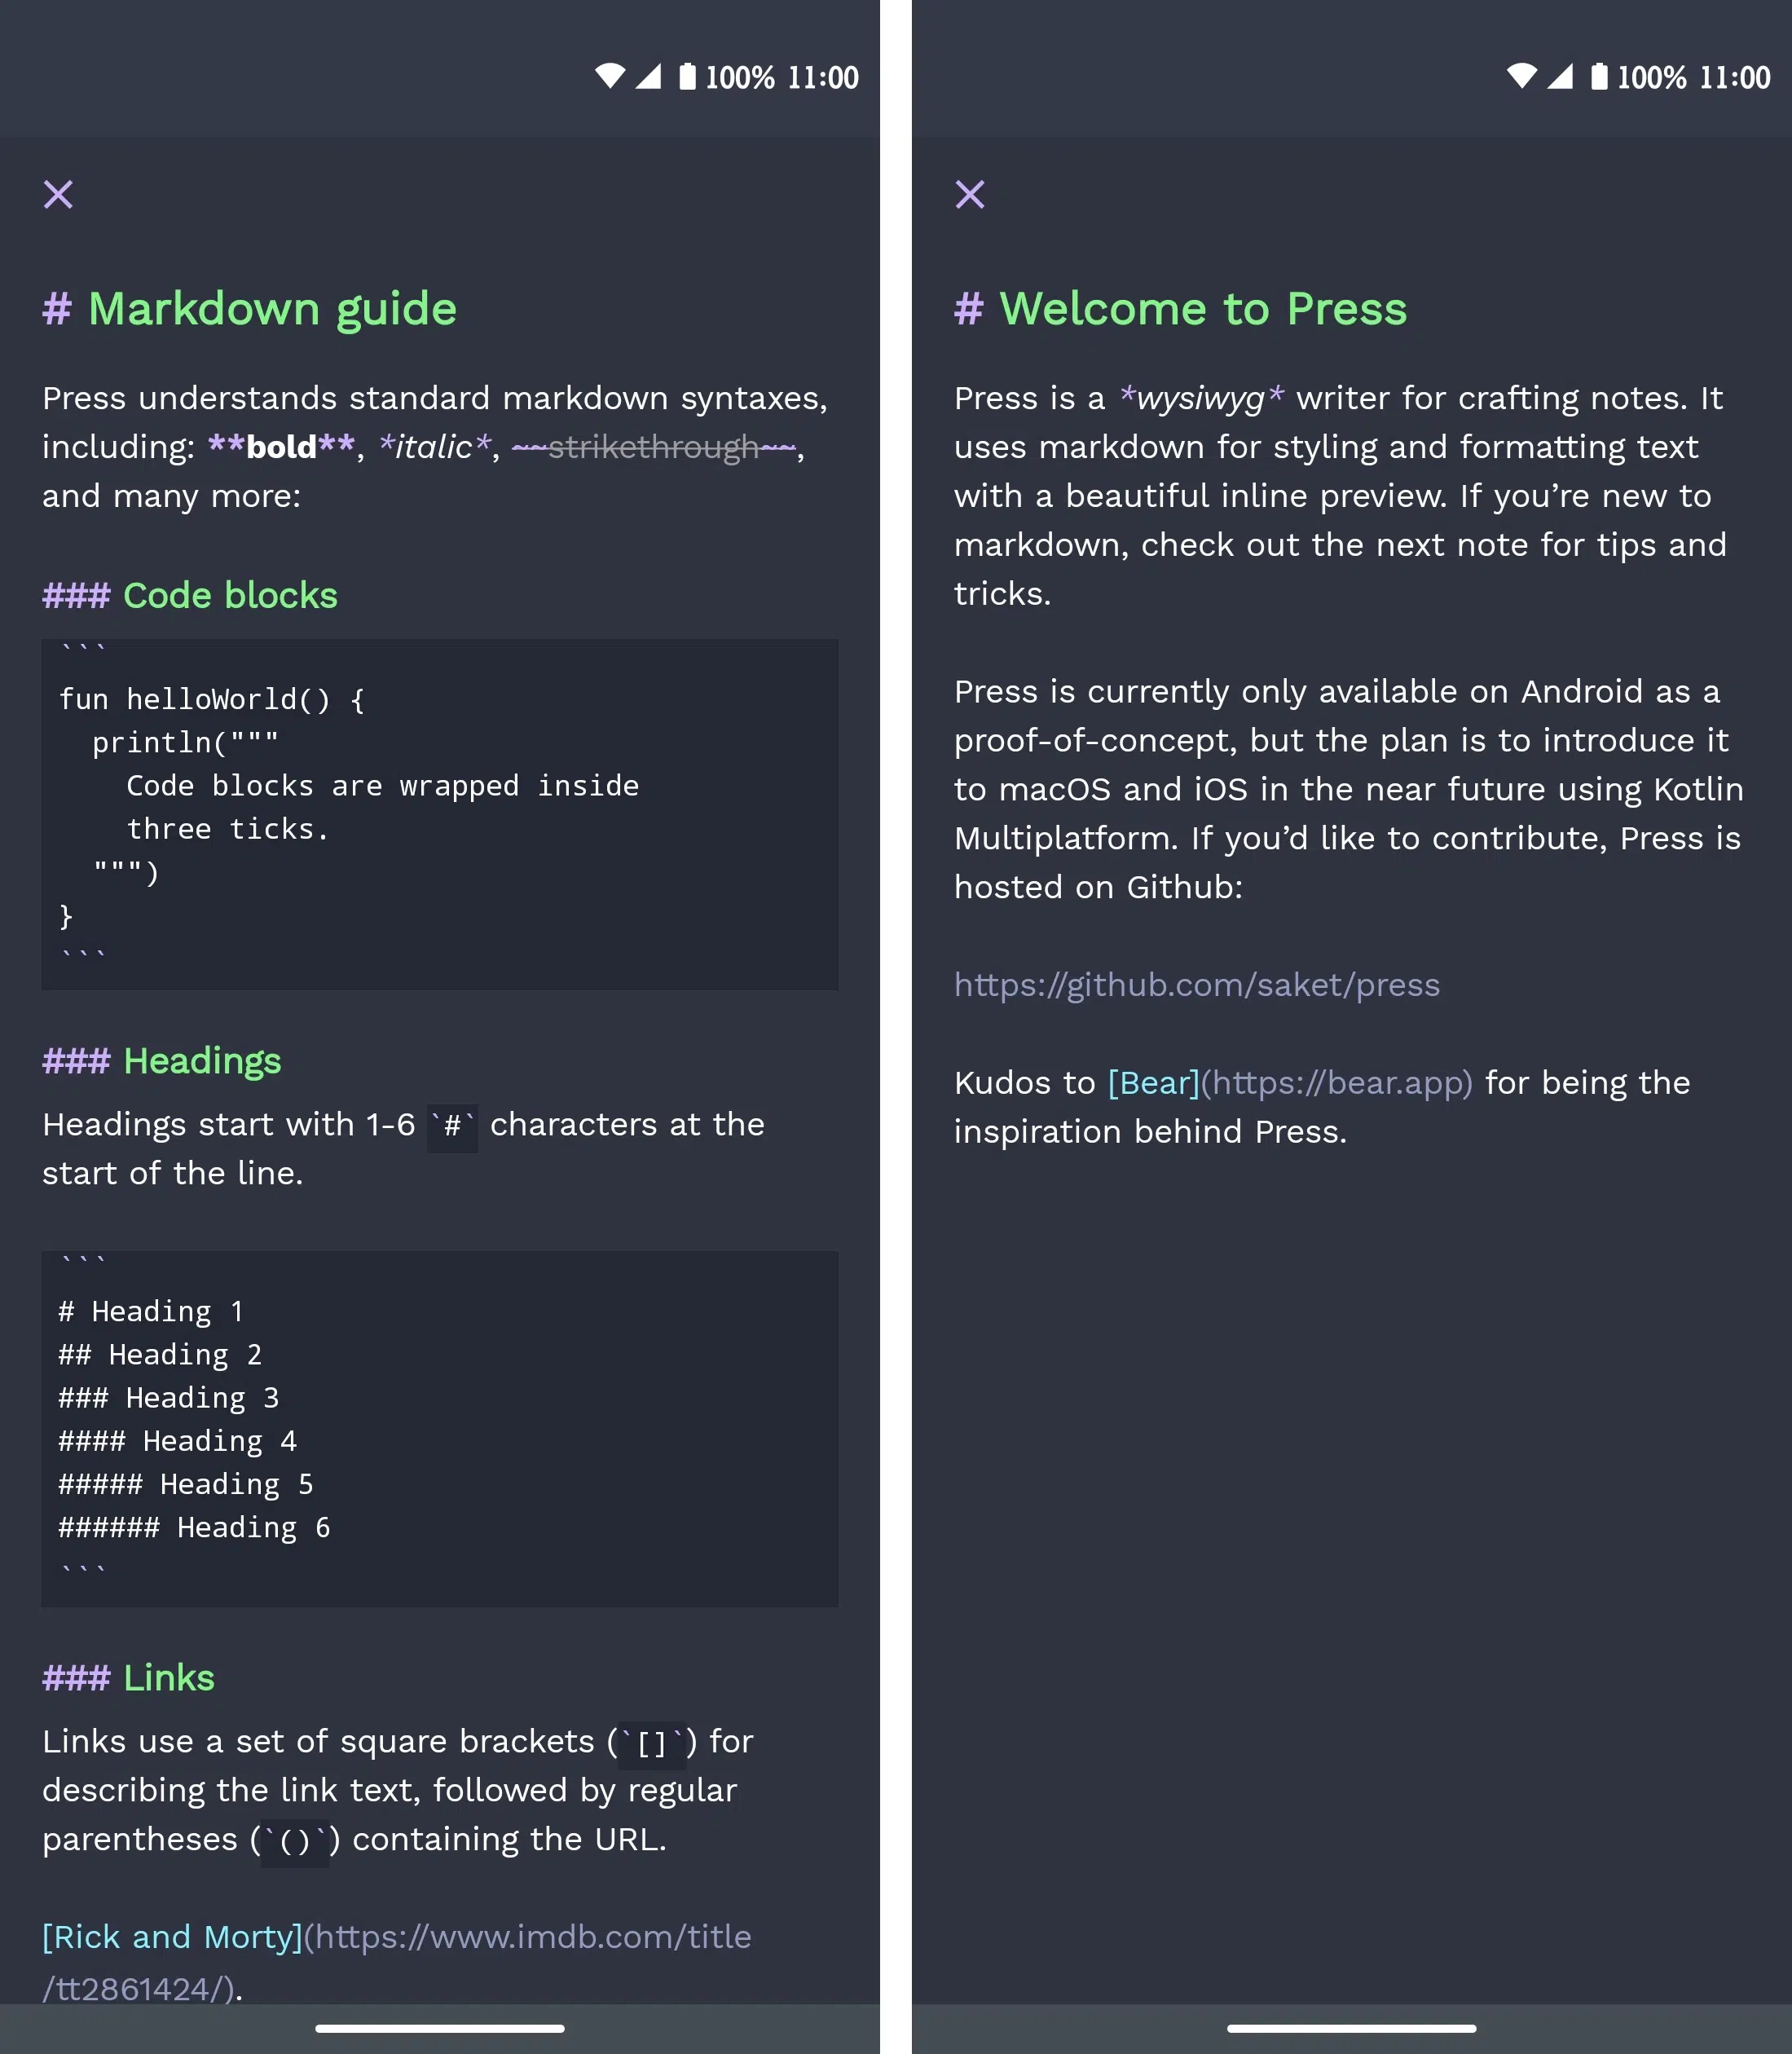 100% 11:00
# Markdown guide
Press understands standard markdown syntaxes,
including: **bold**, *italic*, ~~strikethrough~~,
and many more:
### Code blocks
```
fun helloWorld() {
  println("""
    Code blocks are wrapped inside
    three ticks.
  """)
}
```
### Headings
Headings start with 1-6 `#` characters at the
start of the line.
```
# Heading 1
## Heading 2
### Heading 3
#### Heading 4
##### Heading 5
###### Heading 6
```
### Links
Links use a set of square brackets (`[]`) for
describing the link text, followed by regular
parentheses (`()`) containing the URL.
[Rick and Morty](https://www.imdb.com/title
/tt2861424/).
100% 11:00
# Welcome to Press
Press is a *wysiwyg* writer for crafting notes. It
uses markdown for styling and formatting text
with a beautiful inline preview. If you’re new to
markdown, check out the next note for tips and
tricks.
Press is currently only available on Android as a
proof-of-concept, but the plan is to introduce it
to macOS and iOS in the near future using Kotlin
Multiplatform. If you’d like to contribute, Press is
hosted on Github:
https://github.com/saket/press
Kudos to [Bear](https://bear.app) for being the
inspiration behind Press.